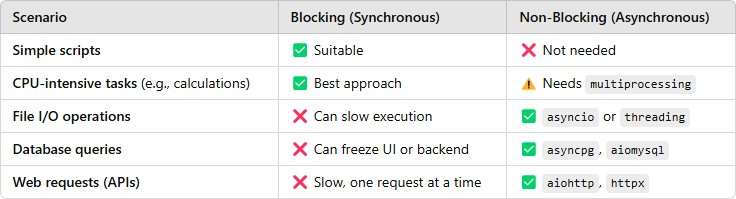 Scenario Blocking (Synchronous) Non-Blocking (Asynchronous)
Simple scripts ✅ Suitable ❌ Not needed
CPU-intensive tasks (e.g., calculations) ✅ Best approach ⚠️ Needs multiprocessing
File I/O operations ❌ Can slow execution ✅ asyncio or threading
Database queries ❌ Can freeze UI or backend ✅ asyncpg, aiomysql
Web requests (APIs) ❌ Slow, one request at a time ✅ aiohttp, httpx